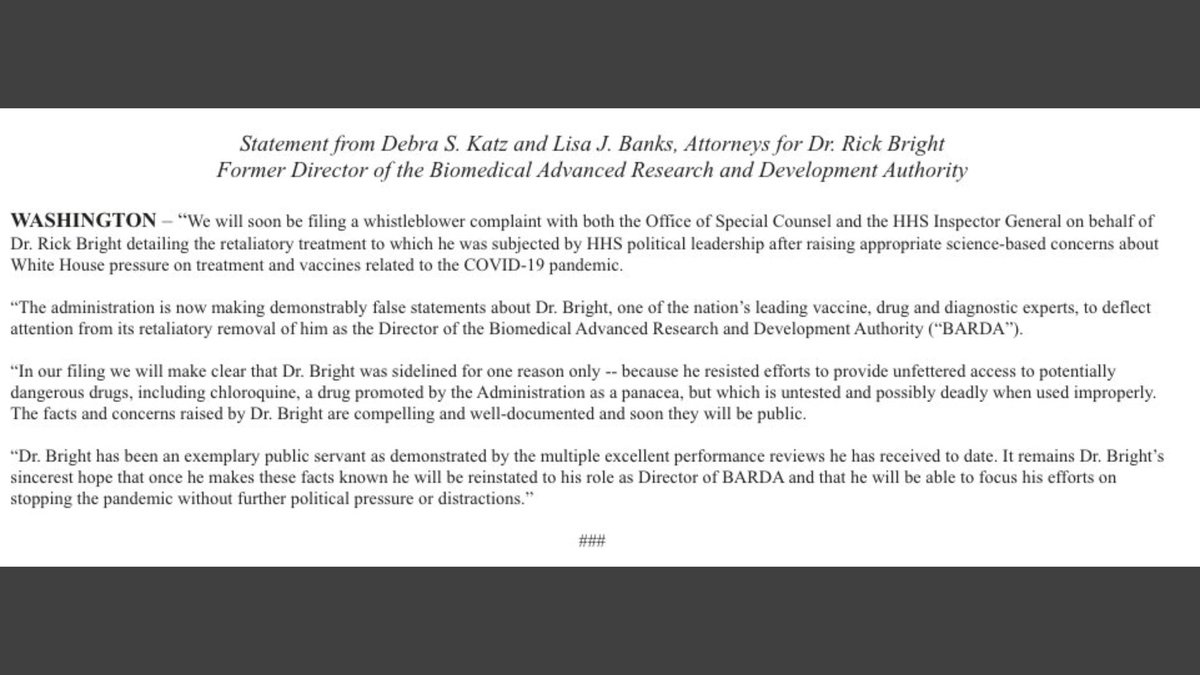 Statement from Debra S. Katz and Lisa J. Banks, Attorneys for Dr. Rick Bright
Former Director of the Biomedical Advanced Research and Development Authority
WASHINGTON – “We will soon be filing a whistleblower complaint with both the Office of Special Counsel and the HHS Inspector General on behalf of
Dr. Rick Bright detailing the retaliatory treatment to which he was subjected by HHS political leadership after raising appropriate science-based concerns about
White House pressure on treatment and vaccines related to the COVID-19 pandemic.
“The administration is now making demonstrably false statements about Dr. Bright, one of the nation’s leading vaccine, drug and diagnostic experts, to deflect
attention from its retaliatory removal of him as the Director of the Biomedical Advanced Research and Development Authority (“BARDA”).
“In our filing we will make clear that Dr. Bright was sidelined for one reason only -- because he resisted efforts to provide unfettered access to potentially
dangerous drugs, including chloroquine, a drug promoted by the Administration as a panacea, but which is untested and possibly deadly when used improperly.
The facts and concerns raised by Dr. Bright are compelling and well-documented and soon they will be public.
“Dr. Bright has been an exemplary public servant as demonstrated by the multiple excellent performance reviews he has received to date. It remains Dr. Bright’s
sincerest hope that once he makes these facts known he will be reinstated to his role as Director of BARDA and that he will be able to focus his efforts on
stopping the pandemic without further political pressure or distractions.”
###